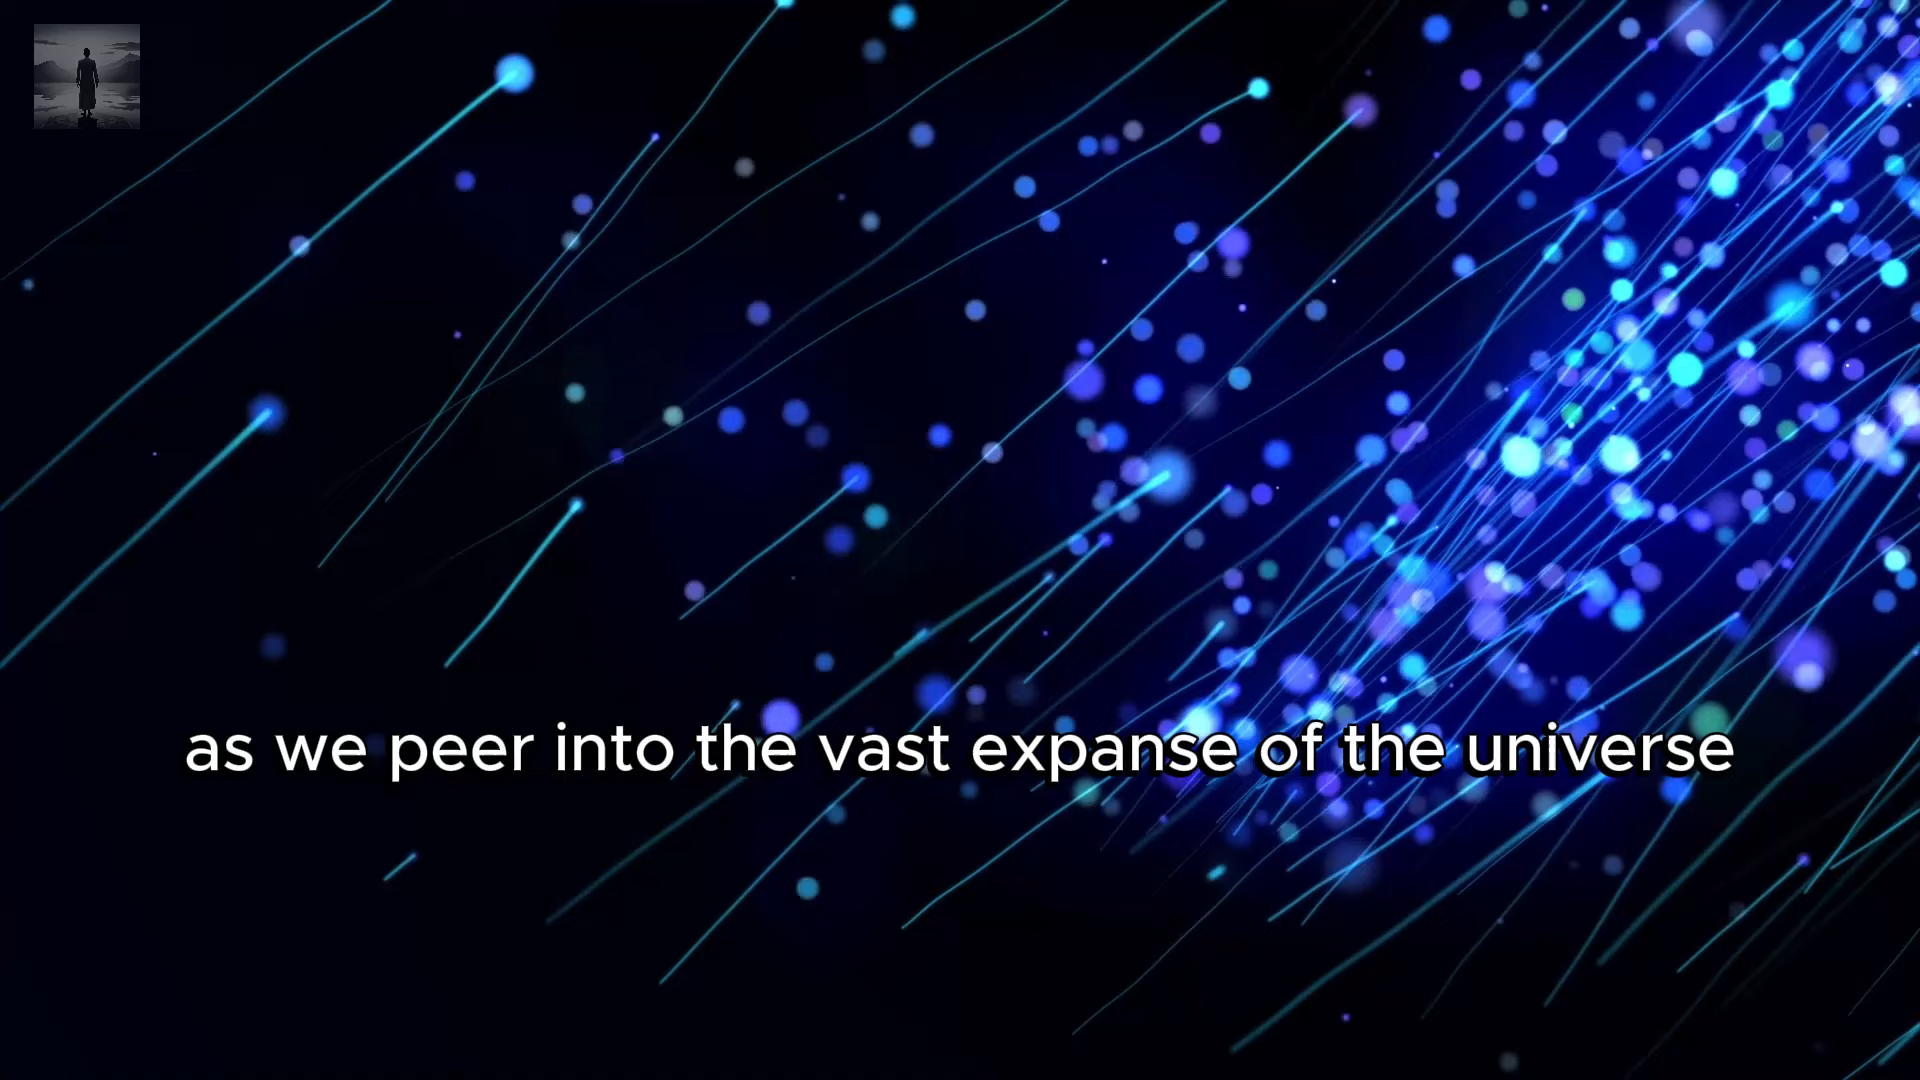 as we peer into the vast expanse of the universe